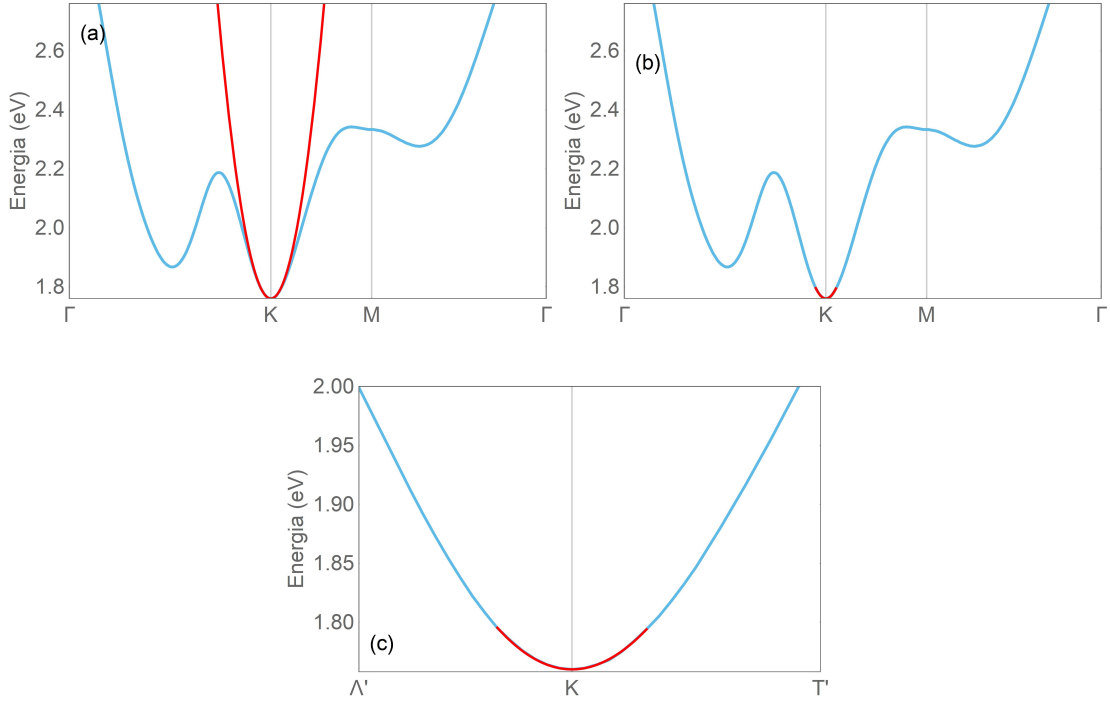 (a)
Energia (eV)
2.6
2.4
2.2
2.0
1.8
Γ K M Γ
(b)
Energia (eV)
2.6
2.4
2.2
2.0
1.8
Γ K M Γ
(c)
Energia (eV)
2.00
1.95
1.90
1.85
1.80
Λ' K T'